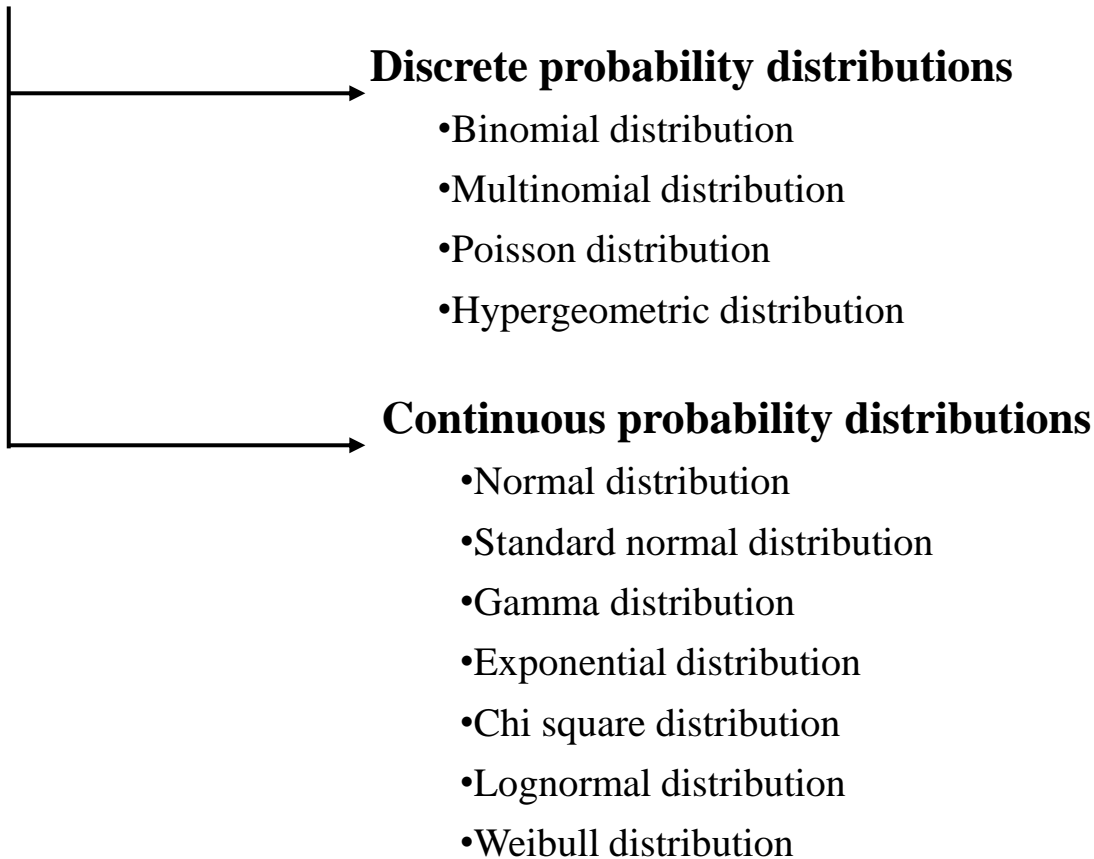 Discrete probability distributions
•Binomial distribution
•Multinomial distribution
•Poisson distribution
•Hypergeometric distribution
Continuous probability distributions
•Normal distribution
•Standard normal distribution
•Gamma distribution
•Exponential distribution
•Chi square distribution
•Lognormal distribution
•Weibull distribution